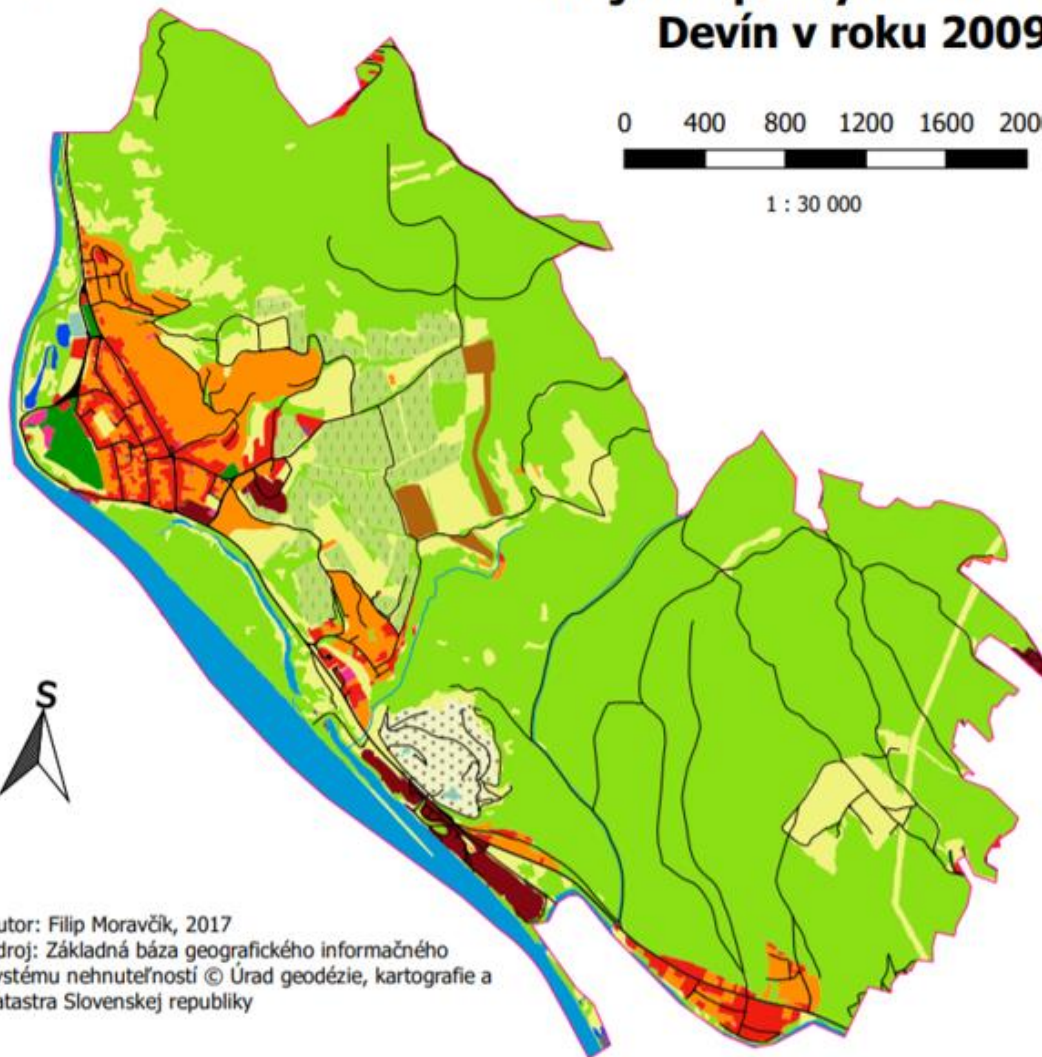 Devín v roku 2009
0 400 800 1200 1600 200
1 : 30 000
S
utor: Filip Moravčík, 2017
droj: Základná báza geografického informačného
ystému nehnuteľností © Úrad geodézie, kartografie a
atastra Slovenskej republiky